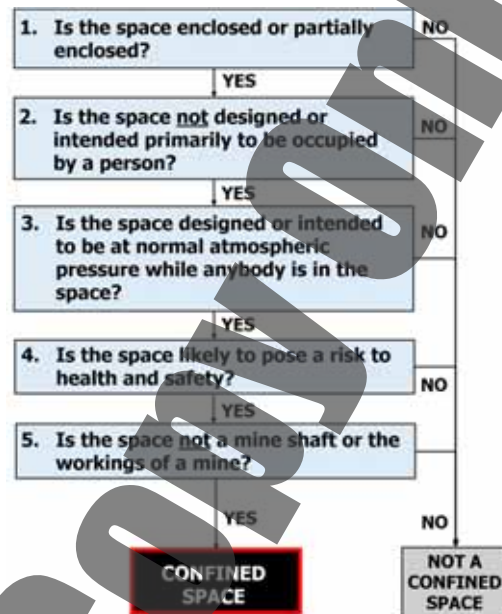 1. Is the space enclosed or partially
enclosed?
NO
YES
2. Is the space not designed or
intended primarily to be occupied
by a person?
NO
YES
3. Is the space designed or intended
to be at normal atmospheric
pressure while anybody is in the
space?
NO
YES
4. Is the space likely to pose a risk to
health and safety?
NO
YES
5. Is the space not a mine shaft or the
workings of a mine?
YES
NO
CONFINED
SPACE
NOT A
CONFINED
SPACE